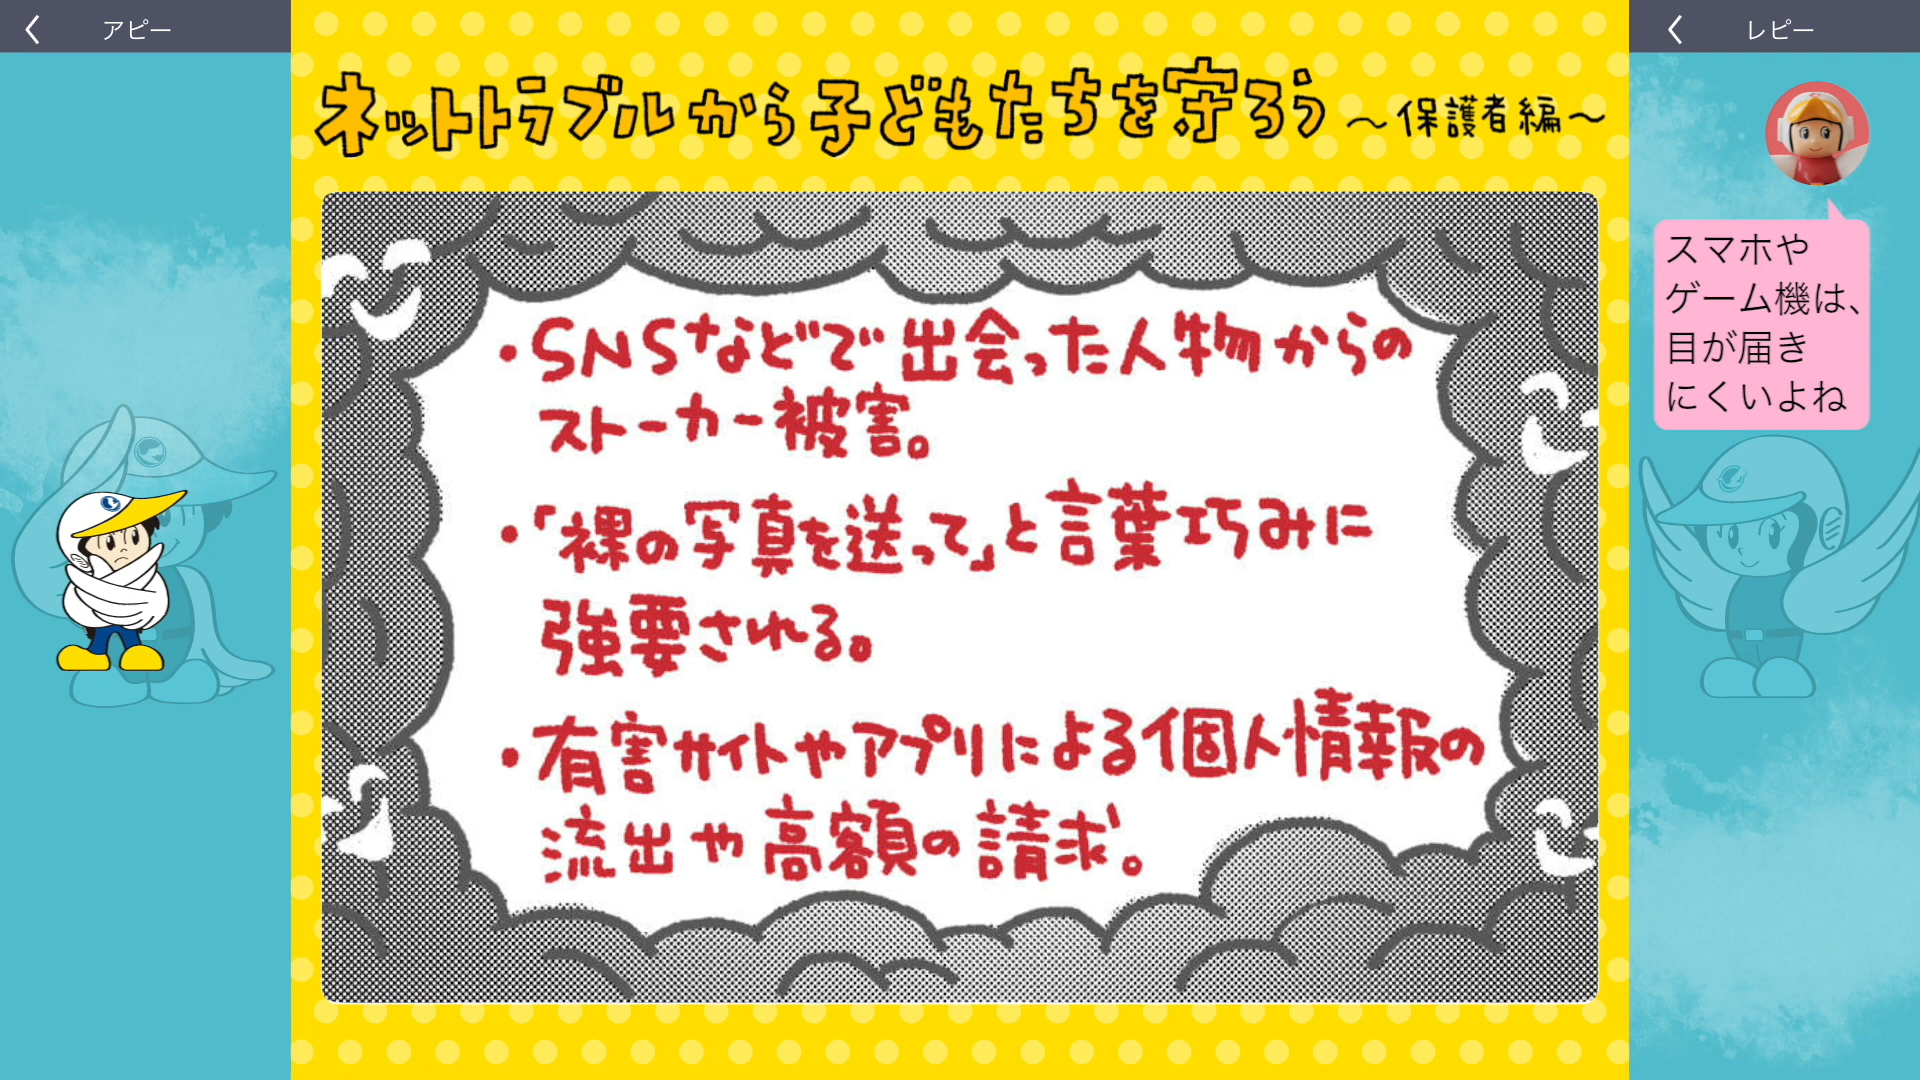 アピー
ネットトラブルから子どもたちを守ろう ～保護者編～
・SNSなどで出会った人物からの
ストーカー被害。
・「裸の写真を送って」と言葉巧みに
強要される。
・有害サイトやアプリによる個人情報の
流出や高額の請求。
レピー
スマホや
ゲーム機は、
目が届き
にくいよね